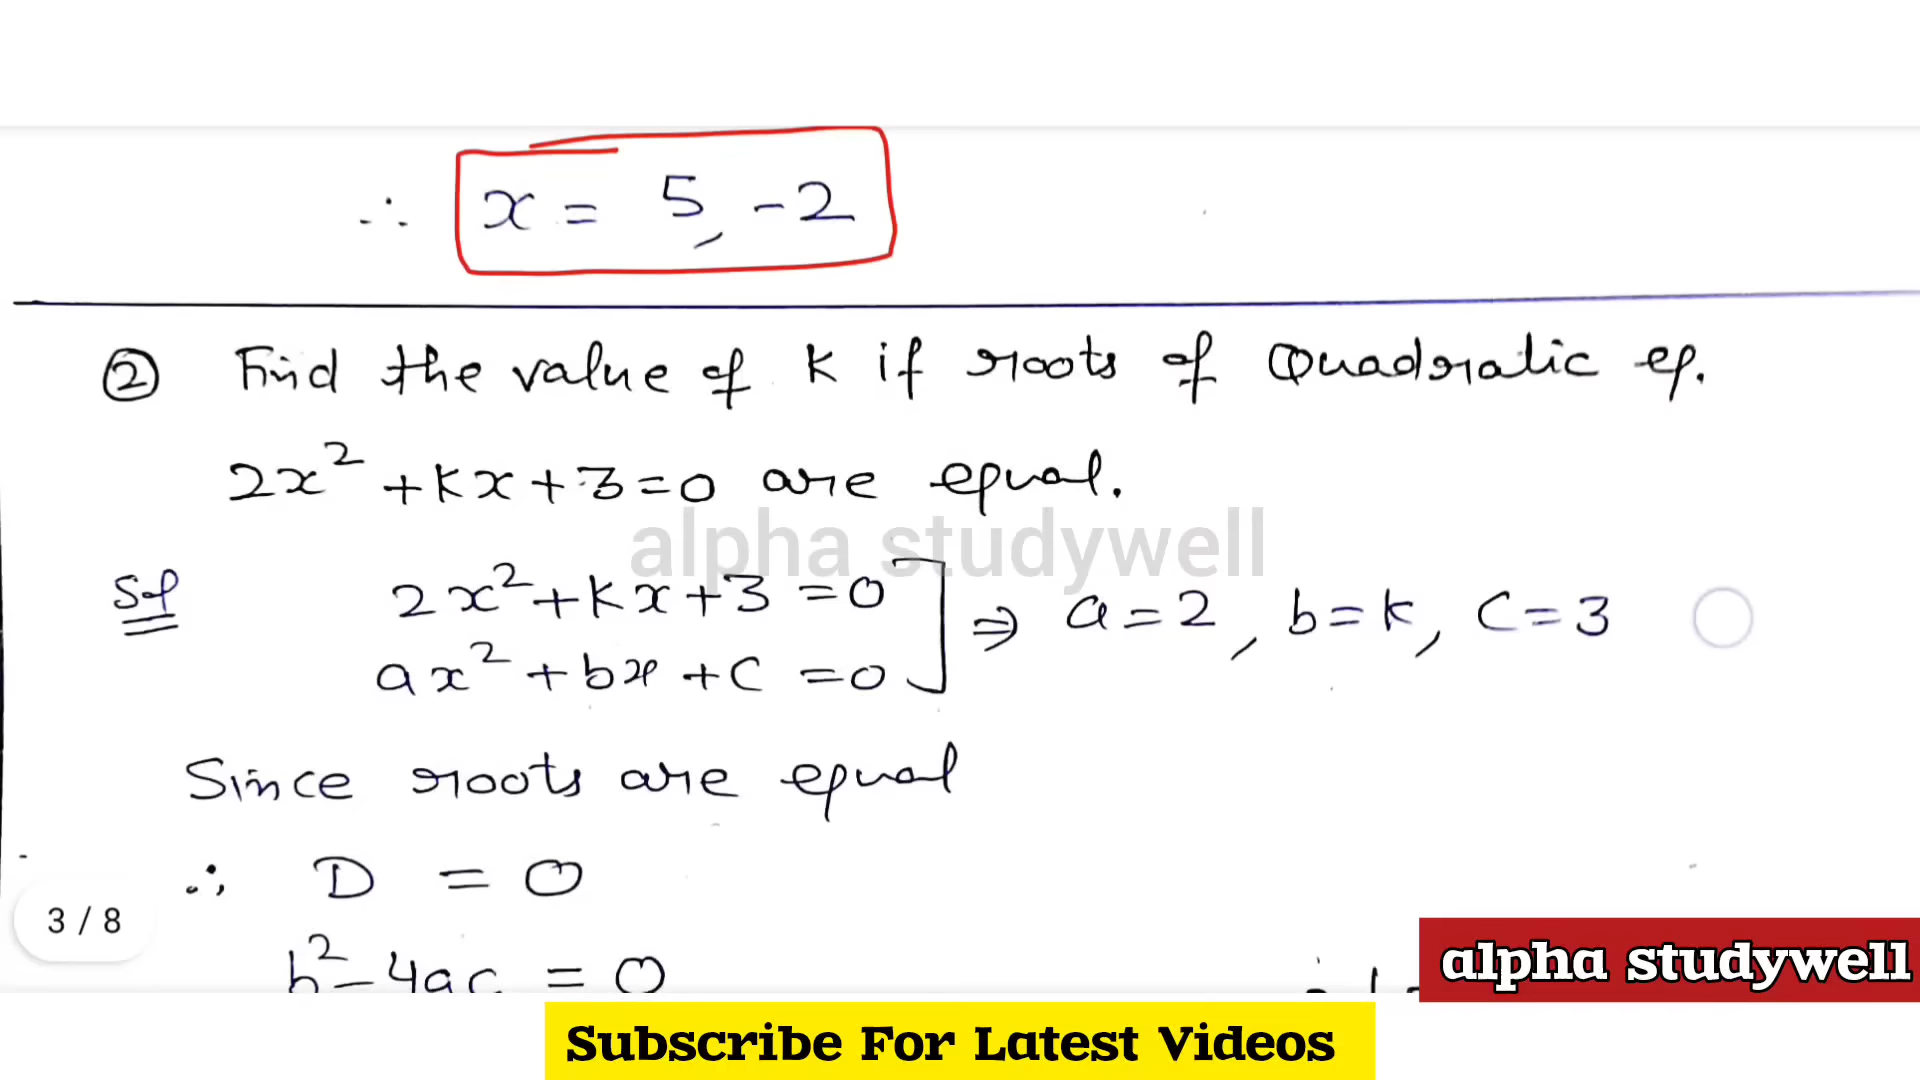 ∴ x = 5, -2
② Find the value of K if roots of Quadratic eq.
2x² + Kx + 3 = 0 are equal.
alpha studywell
Sol 2x² + Kx + 3 = 0 ⇒ a = 2, b = K, C = 3
ax² + bx + C = 0
Since roots are equal
∴ D = 0
3 / 8
b² - 4ac = 0
alpha studywell
Subscribe For Latest Videos